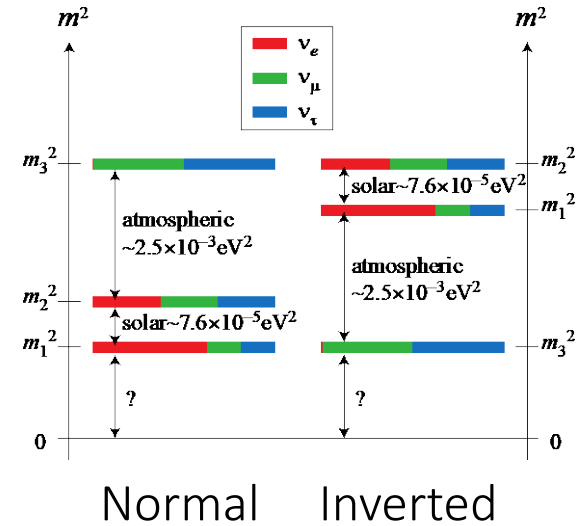 m² m²
νe
νμ
ντ
m₃² m₂²
solar~7.6×10⁻⁵eV²
m₁²
atmospheric
~2.5×10⁻³eV²
atmospheric
~2.5×10⁻³eV²
m₂²
solar~7.6×10⁻⁵eV²
m₁² m₃²
? ?
0 0
Normal Inverted